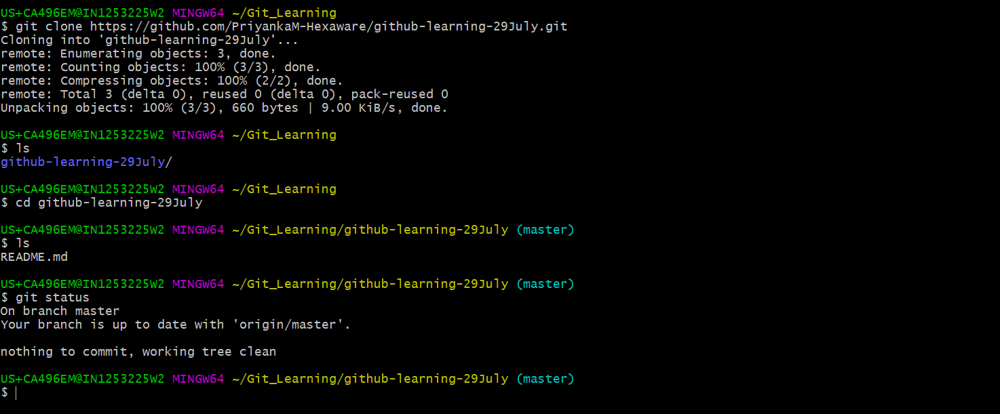 US+CA496EM@IN1253225W2 MINGW64 ~/Git_Learning
$ git clone https://github.com/PriyankaM-Hexaware/github-learning-29July.git
Cloning into 'github-learning-29July'...
remote: Enumerating objects: 3, done.
remote: Counting objects: 100% (3/3), done.
remote: Compressing objects: 100% (2/2), done.
remote: Total 3 (delta 0), reused 0 (delta 0), pack-reused 0
Unpacking objects: 100% (3/3), 660 bytes | 9.00 KiB/s, done.
US+CA496EM@IN1253225W2 MINGW64 ~/Git_Learning
$ ls
github-learning-29July/
US+CA496EM@IN1253225W2 MINGW64 ~/Git_Learning
$ cd github-learning-29July
US+CA496EM@IN1253225W2 MINGW64 ~/Git_Learning/github-learning-29July (master)
$ ls
README.md
US+CA496EM@IN1253225W2 MINGW64 ~/Git_Learning/github-learning-29July (master)
$ git status
On branch master
Your branch is up to date with 'origin/master'.
nothing to commit, working tree clean
US+CA496EM@IN1253225W2 MINGW64 ~/Git_Learning/github-learning-29July (master)
$